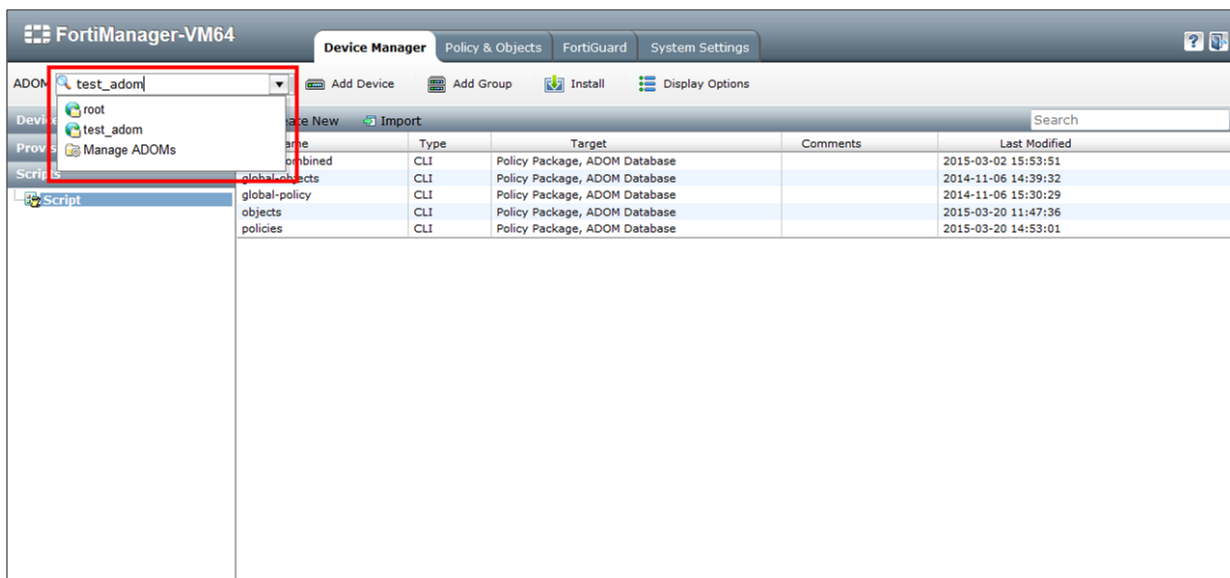 FortiManager-VM64
Device Manager Policy & Objects FortiGuard System Settings
ADOM test_adom Add Device Add Group Install Display Options
root
test_adom
Manage ADOMs
Import Search
Type Target Comments Last Modified
CLI Policy Package, ADOM Database 2015-03-02 15:53:51
global-objects CLI Policy Package, ADOM Database 2014-11-06 14:39:32
global-policy CLI Policy Package, ADOM Database 2014-11-06 15:30:29
objects CLI Policy Package, ADOM Database 2015-03-20 11:47:36
policies CLI Policy Package, ADOM Database 2015-03-20 14:53:01
Scripts
Script